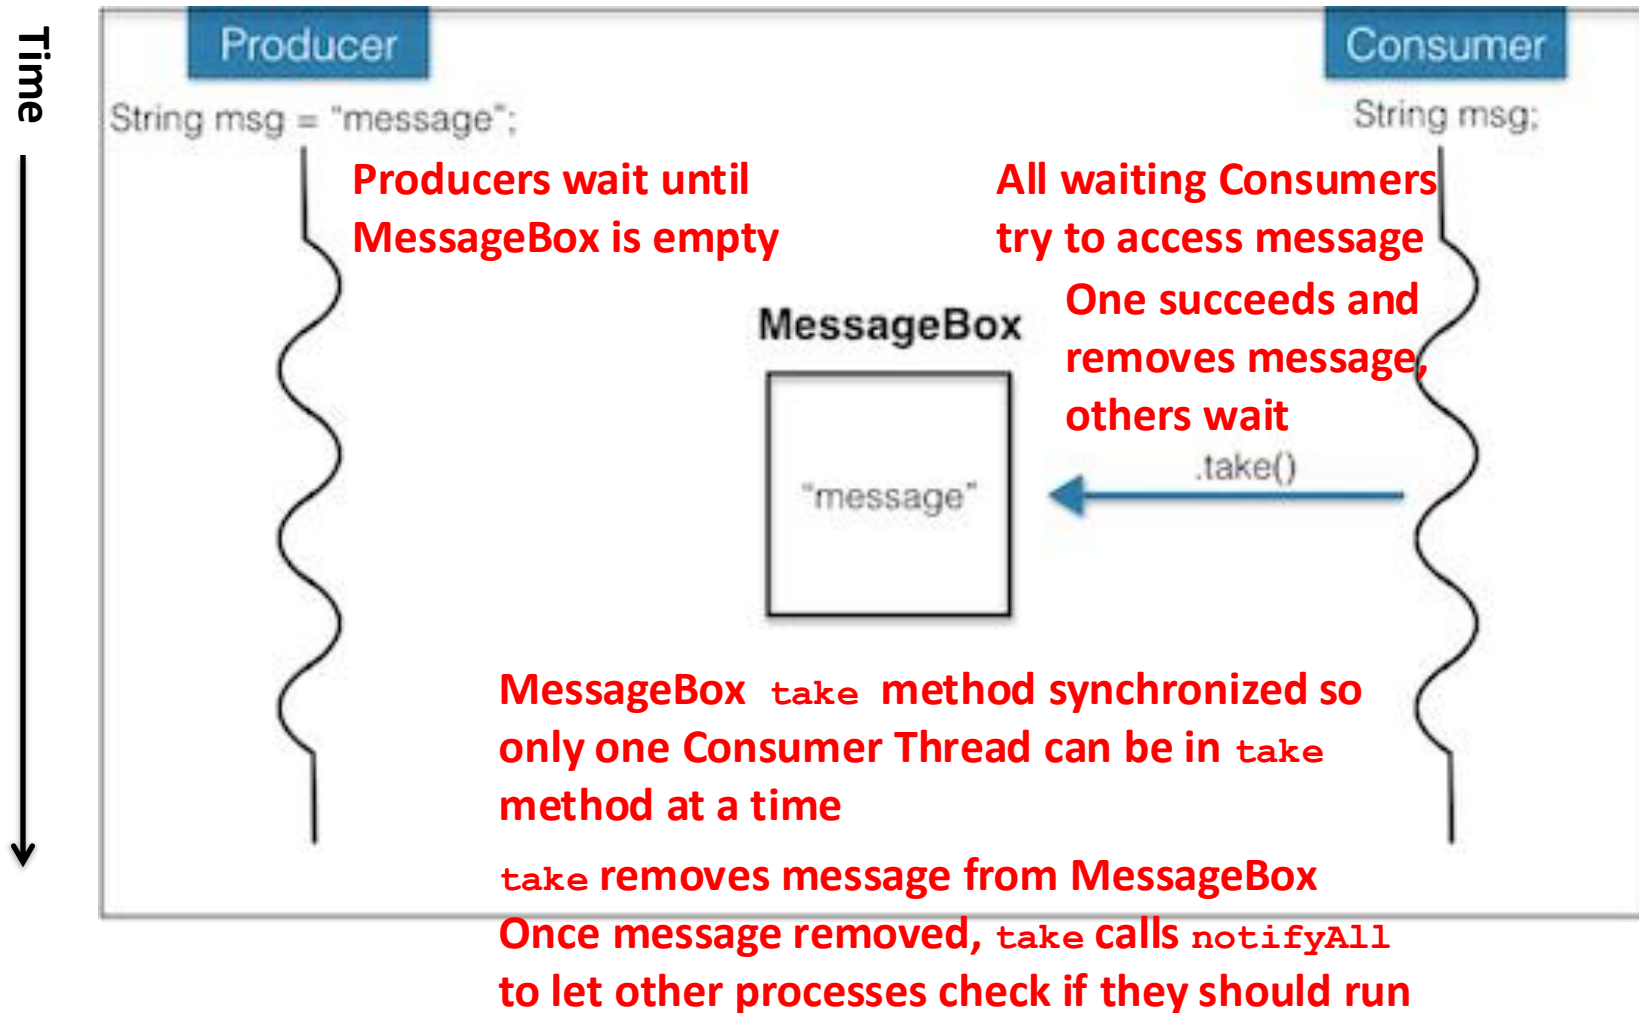 Time
Producer
Consumer
String msg = "message";
String msg;
Producers wait until
MessageBox is empty
All waiting Consumers
try to access message
One succeeds and
removes message,
others wait
MessageBox
.take()
"message"
MessageBox take method synchronized so
only one Consumer Thread can be in take
method at a time
take removes message from MessageBox
Once message removed, take calls notifyAll
to let other processes check if they should run